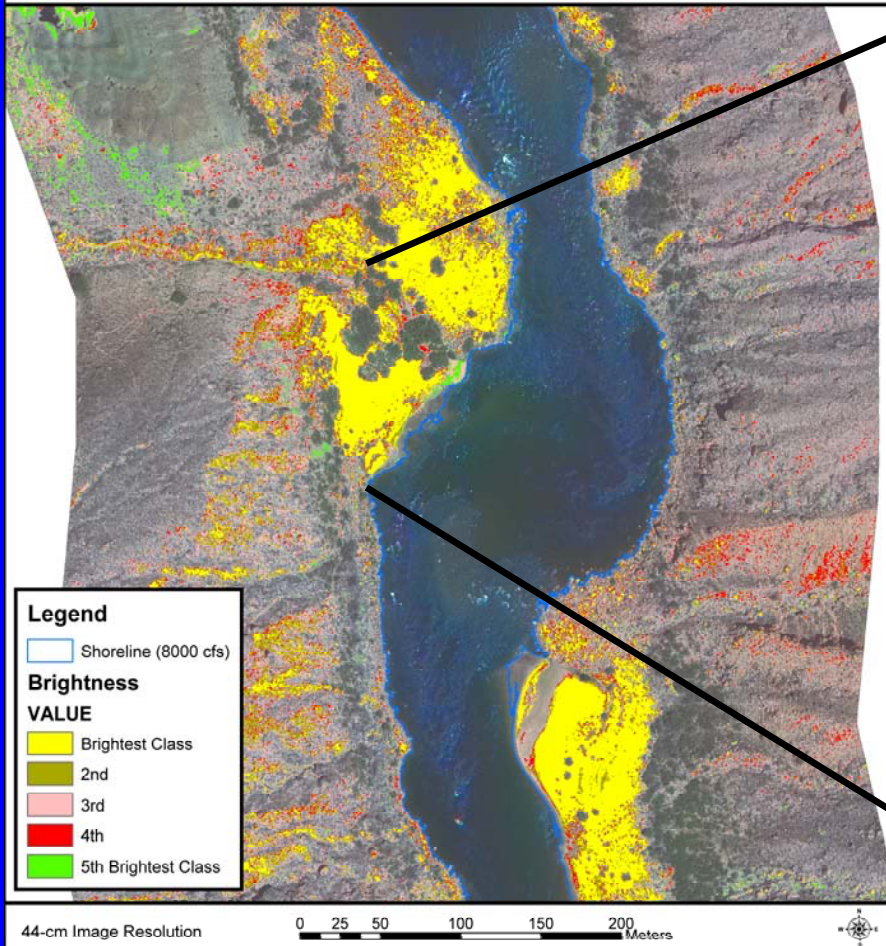 Legend
Shoreline (8000 cfs)
Brightness
VALUE
Brightest Class
2nd
3rd
4th
5th Brightest Class
44-cm Image Resolution
0 25 50 100 150 200 Meters
N
W E
S